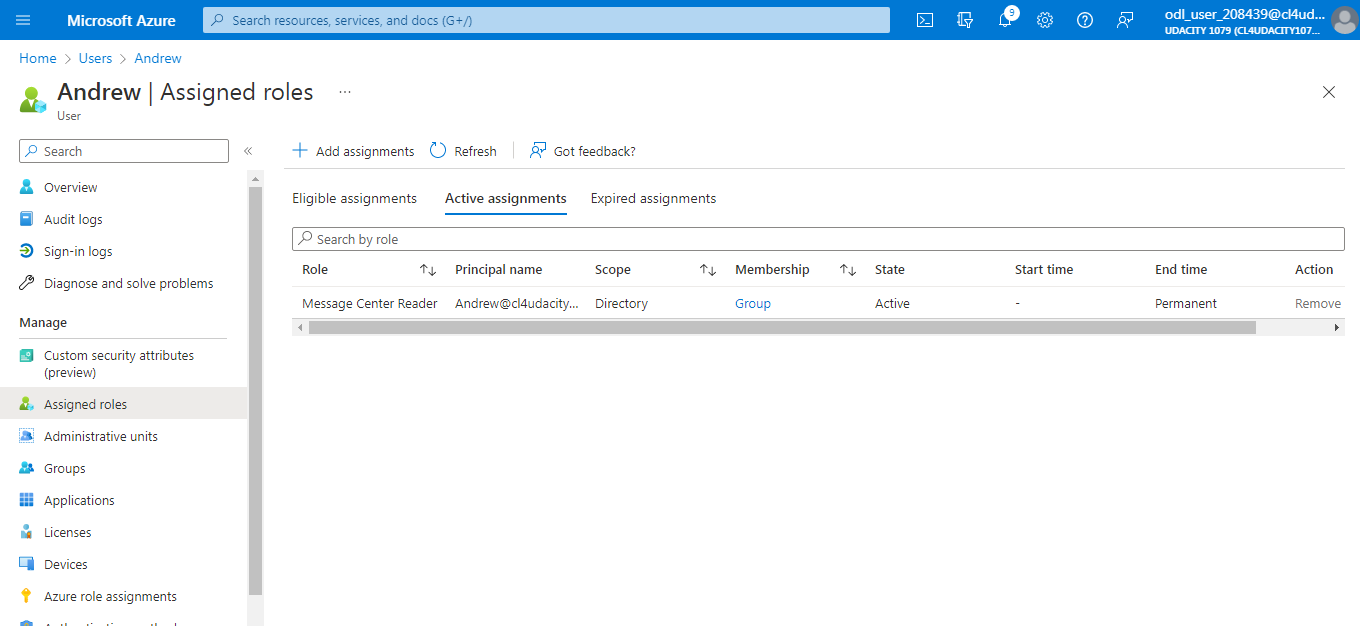 Microsoft Azure
Search resources, services, and docs (G+/)
9
odl_user_208439@cl4ud...
UDACITY 1079 (CL4UDACITY107...
Home > Users > Andrew
Andrew | Assigned roles ...
User
Search
«
Add assignments
Refresh
Got feedback?
Overview
Audit logs
Sign-in logs
Diagnose and solve problems
Manage
Custom security attributes
(preview)
Assigned roles
Administrative units
Groups
Applications
Licenses
Devices
Azure role assignments
Eligible assignments
Active assignments
Expired assignments
Search by role
Role Principal name Scope Membership State Start time End time Action
Message Center Reader Andrew@cl4udacity... Directory Group Active - Permanent Remove